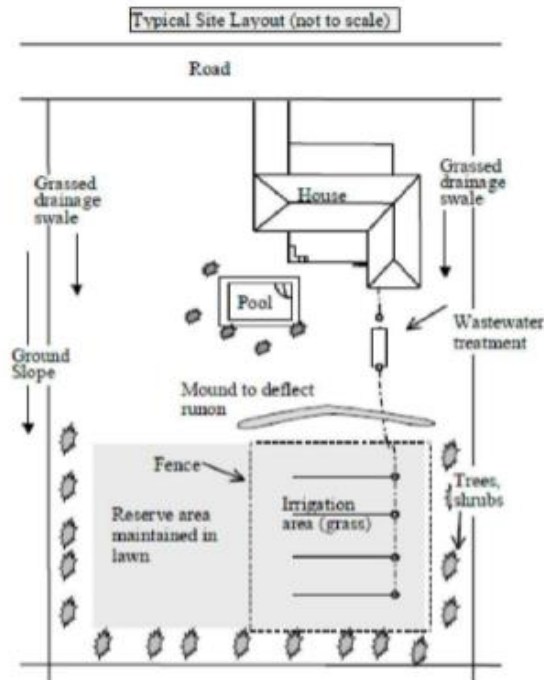 Typical Site Layout (not to scale)
Road
Grassed
drainage
swale
House
Grassed
drainage
swale
Pool
Wastewater
treatment
Ground
Slope
Mound to deflect
runon
Fence
Trees,
shrubs
Irrigation
area (grass)
Reserve area
maintained in
lawn